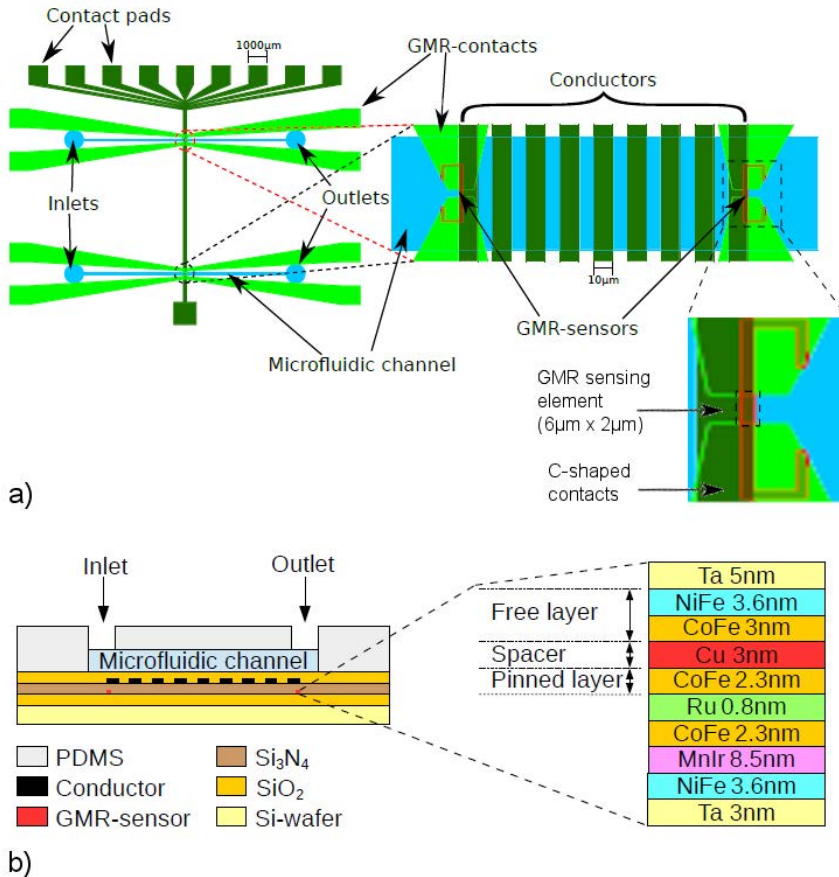 Contact pads
1000µm
GMR-contacts
Conductors
Inlets
Outlets
10µm
GMR-sensors
Microfluidic channel
GMR sensing
element
(6µm x 2µm)
C-shaped
contacts
a)
Inlet
Outlet
Microfluidic channel
PDMS
Conductor
GMR-sensor
Si₃N₄
SiO₂
Si-wafer
Free layer
Spacer
Pinned layer
Ta 5nm
NiFe 3.6nm
CoFe 3nm
Cu 3nm
CoFe 2.3nm
Ru 0.8nm
CoFe 2.3nm
MnIr 8.5nm
NiFe 3.6nm
Ta 3nm
b)